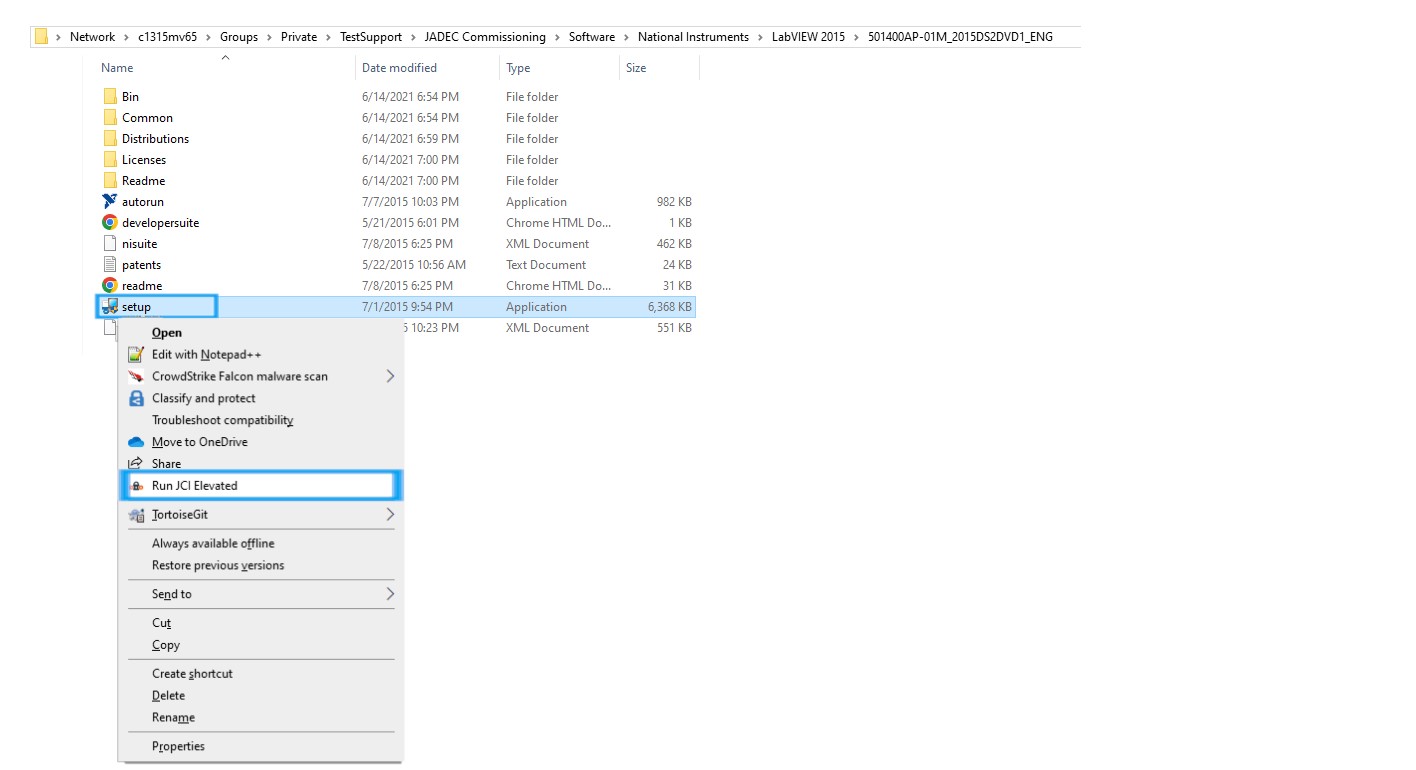 Network > c1315mv65 > Groups > Private > TestSupport > JADEC Commissioning > Software > National Instruments > LabVIEW 2015 > 501400AP-01M_2015DS2DVD1_ENG
Name Date modified Type Size
Bin 6/14/2021 6:54 PM File folder
Common 6/14/2021 6:54 PM File folder
Distributions 6/14/2021 6:59 PM File folder
Licenses 6/14/2021 7:00 PM File folder
Readme 6/14/2021 7:00 PM File folder
autorun 7/7/2015 10:03 PM Application 982 KB
developersuite 5/21/2015 6:01 PM Chrome HTML Do... 1 KB
nisuite 7/8/2015 6:25 PM XML Document 462 KB
patents 5/22/2015 10:56 AM Text Document 24 KB
readme 7/8/2015 6:25 PM Chrome HTML Do... 31 KB
setup 7/1/2015 9:54 PM Application 6,368 KB
10:23 PM XML Document 551 KB
Open
Edit with Notepad++
CrowdStrike Falcon malware scan
Classify and protect
Troubleshoot compatibility
Move to OneDrive
Share
Run JCI Elevated
TortoiseGit
Always available offline
Restore previous versions
Send to
Cut
Copy
Create shortcut
Delete
Rename
Properties